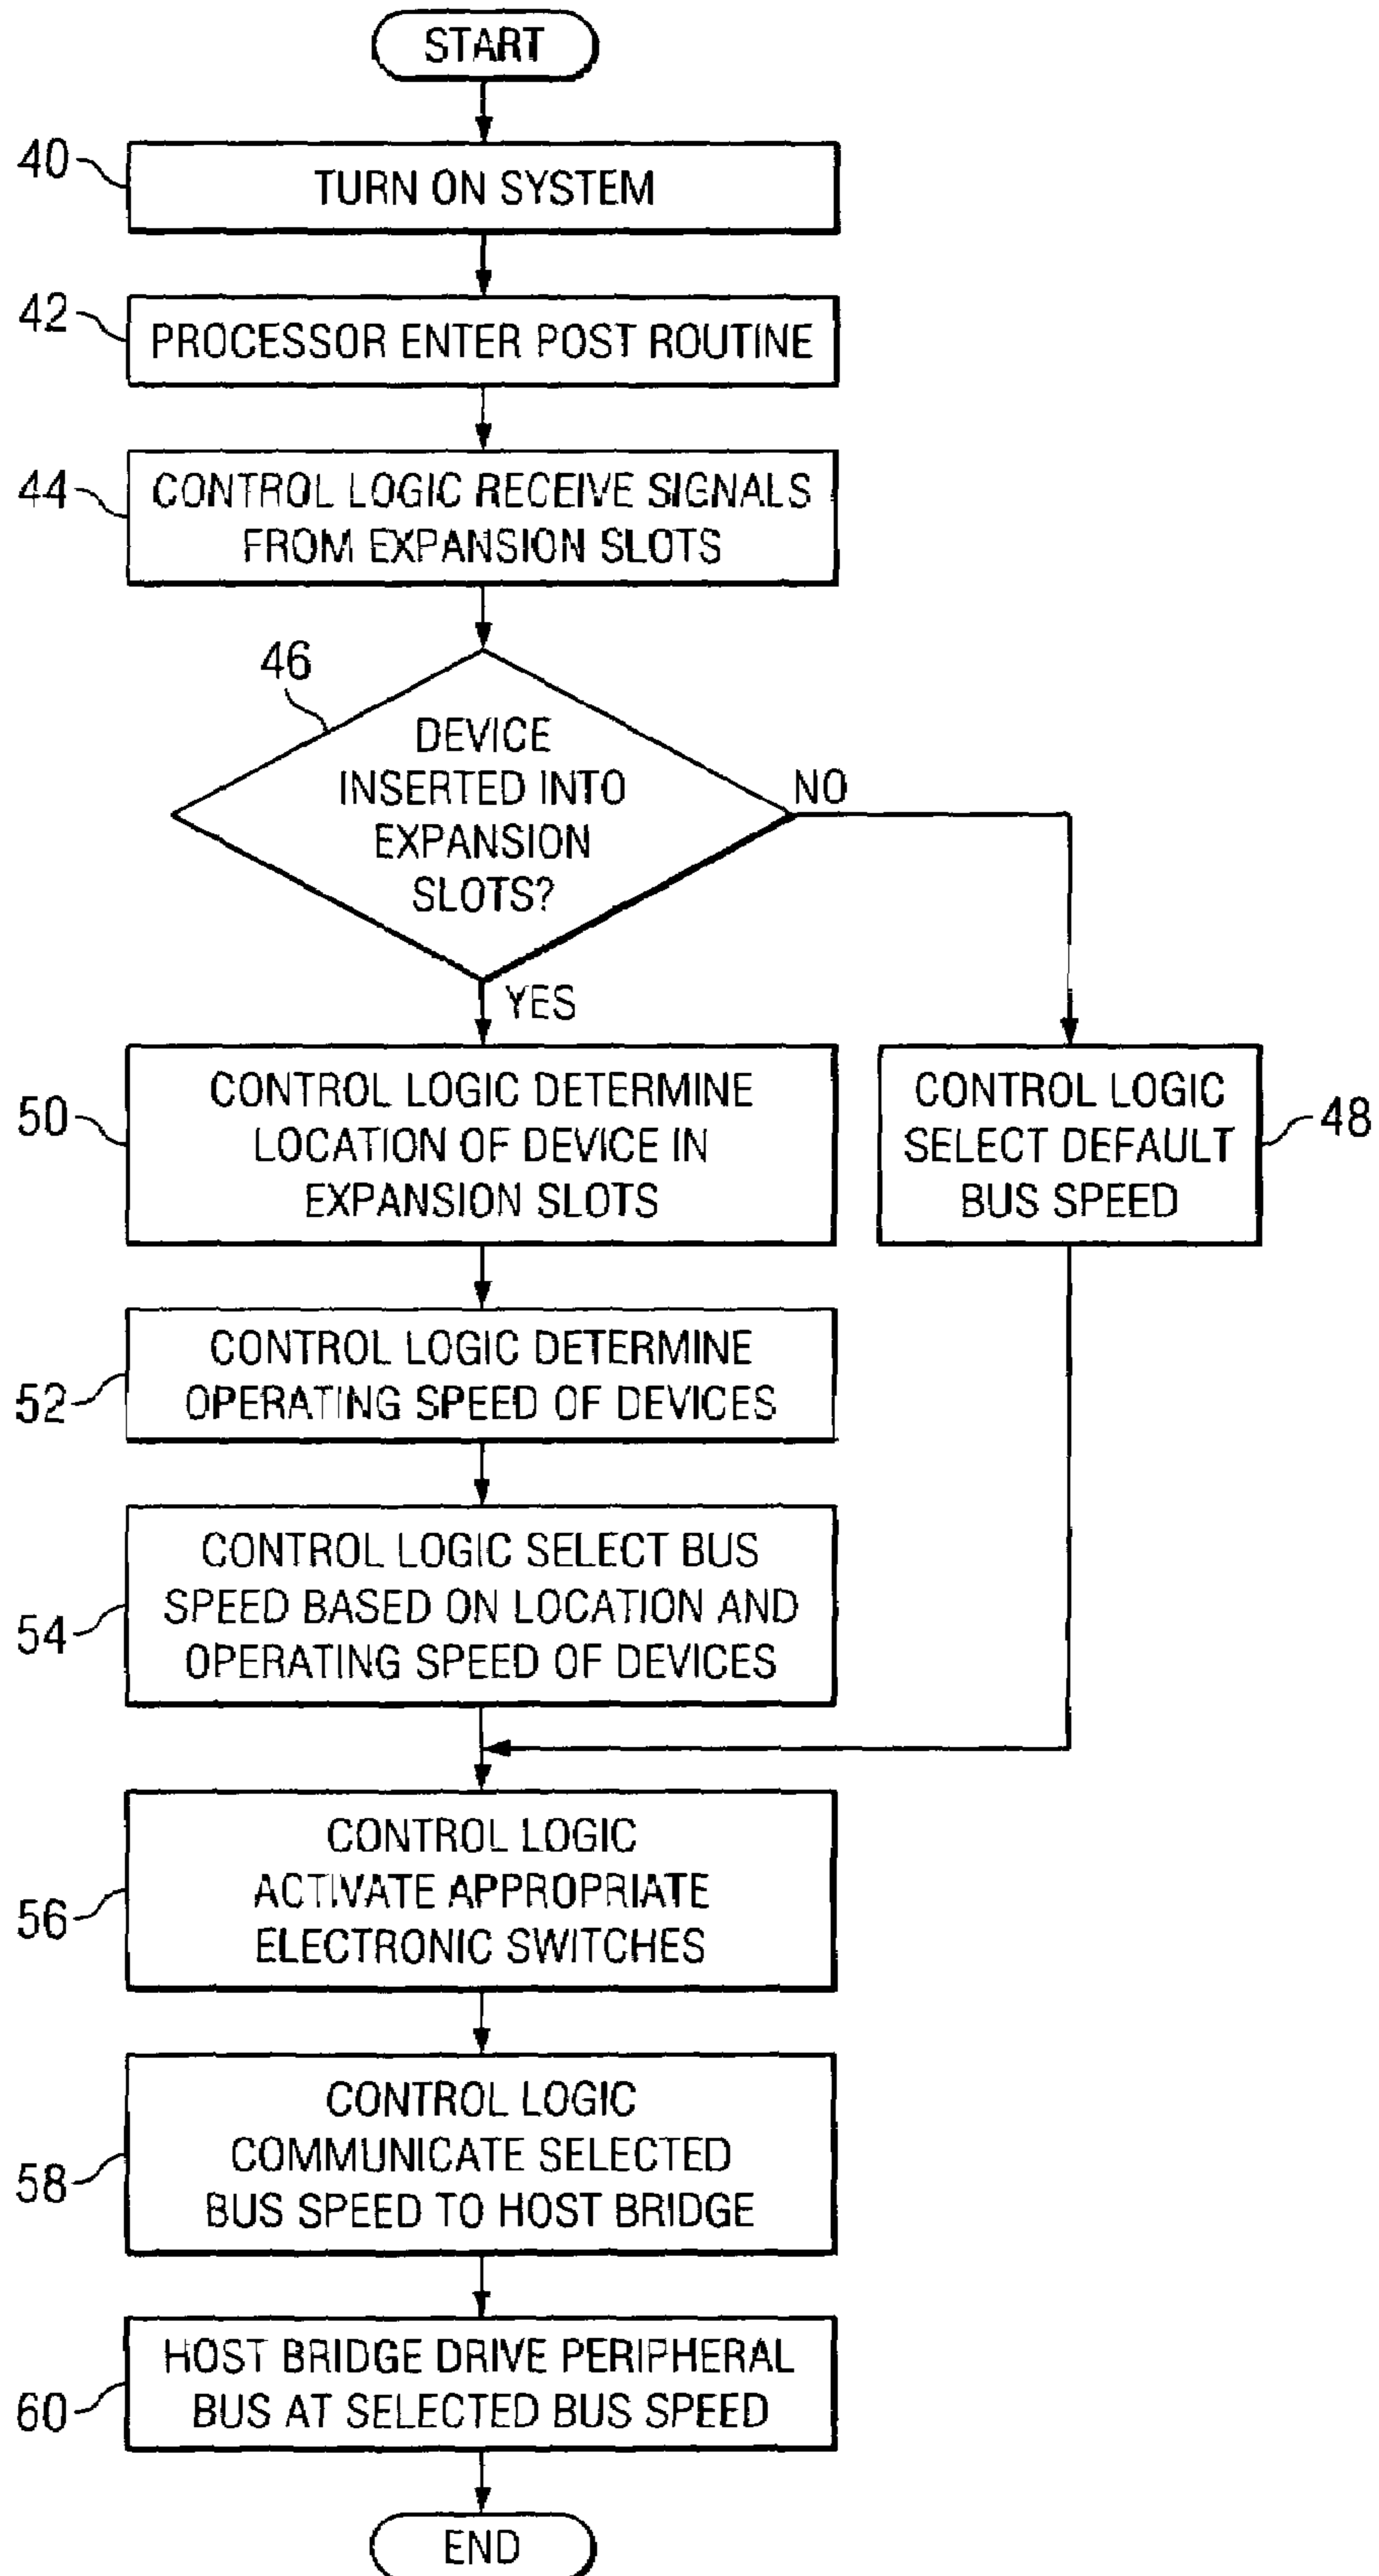 START
40
TURN ON SYSTEM
42
PROCESSOR ENTER POST ROUTINE
44
CONTROL LOGIC RECEIVE SIGNALS
FROM EXPANSION SLOTS
46
DEVICE
INSERTED INTO
EXPANSION
SLOTS?
NO
YES
50
CONTROL LOGIC DETERMINE
LOCATION OF DEVICE IN
EXPANSION SLOTS
CONTROL LOGIC
SELECT DEFAULT
BUS SPEED
48
52
CONTROL LOGIC DETERMINE
OPERATING SPEED OF DEVICES
54
CONTROL LOGIC SELECT BUS
SPEED BASED ON LOCATION AND
OPERATING SPEED OF DEVICES
56
CONTROL LOGIC
ACTIVATE APPROPRIATE
ELECTRONIC SWITCHES
58
CONTROL LOGIC
COMMUNICATE SELECTED
BUS SPEED TO HOST BRIDGE
60
HOST BRIDGE DRIVE PERIPHERAL
BUS AT SELECTED BUS SPEED
END